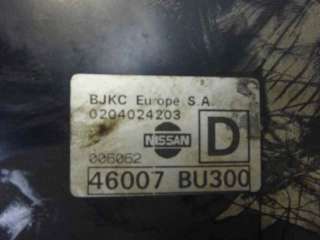 BJKC Europe S.A.
0204024203
NISSAN
D
006062
46007 BU300